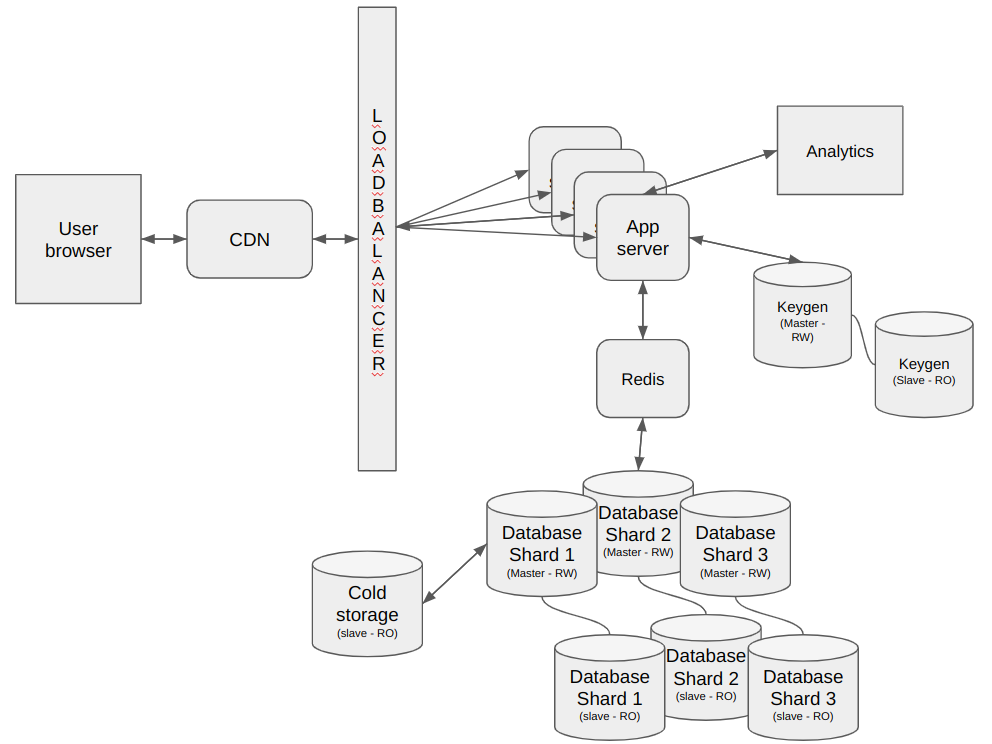 User
browser
CDN
L
O
A
D
B
A
L
A
N
C
E
R
App
server
Analytics
Keygen
(Master -
RW)
Keygen
(Slave - RO)
Redis
Database
Shard 1
(Master - RW)
Database
Shard 2
(Master - RW)
Database
Shard 3
(Master - RW)
Cold
storage
(slave - RO)
Database
Shard 1
(slave - RO)
Database
Shard 2
(slave - RO)
Database
Shard 3
(slave - RO)